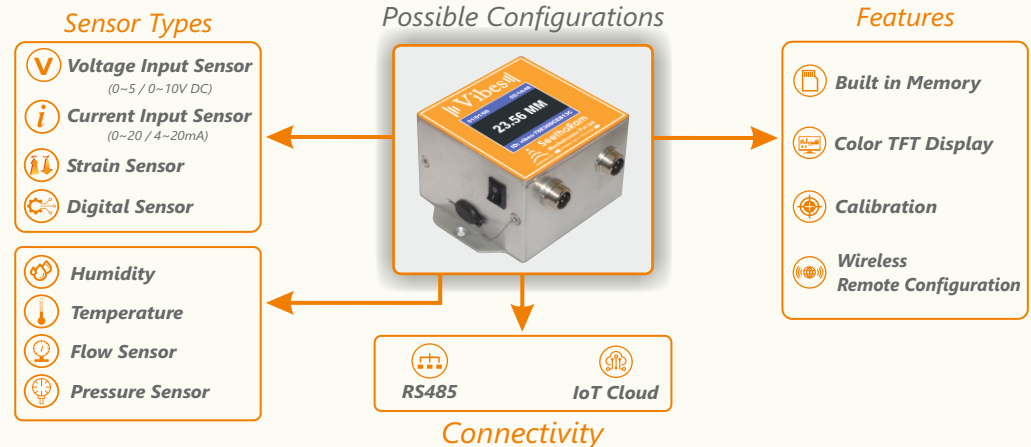 Sensor Types
Voltage Input Sensor
(0~5 / 0~10V DC)
Current Input Sensor
(0~20 / 4~20mA)
Strain Sensor
Digital Sensor
Humidity
Temperature
Flow Sensor
Pressure Sensor
Possible Configurations
Vibes
23.56 MM
SeethaRam
RS485
IoT Cloud
Connectivity
Features
Built in Memory
Color TFT Display
Calibration
Wireless
Remote Configuration